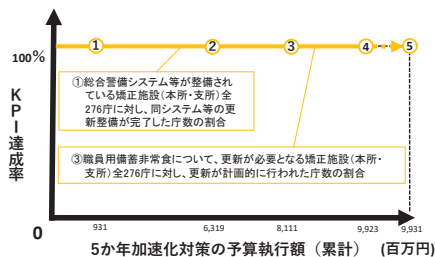 100%
① ② ③ ④ ⑤
①総合警備システム等が整備され
ている矯正施設（本所・支所）全
276庁に対し、同システム等の更
新整備が完了した庁数の割合
③職員用備蓄非常食について、更新が必要となる矯正施設（本所・
支所）全276庁に対し、更新が計画的に行われた庁数の割合
KPI達成率
0
931 6,319 8,111 9,923 9,931
5か年加速化対策の予算執行額（累計） (百万円)